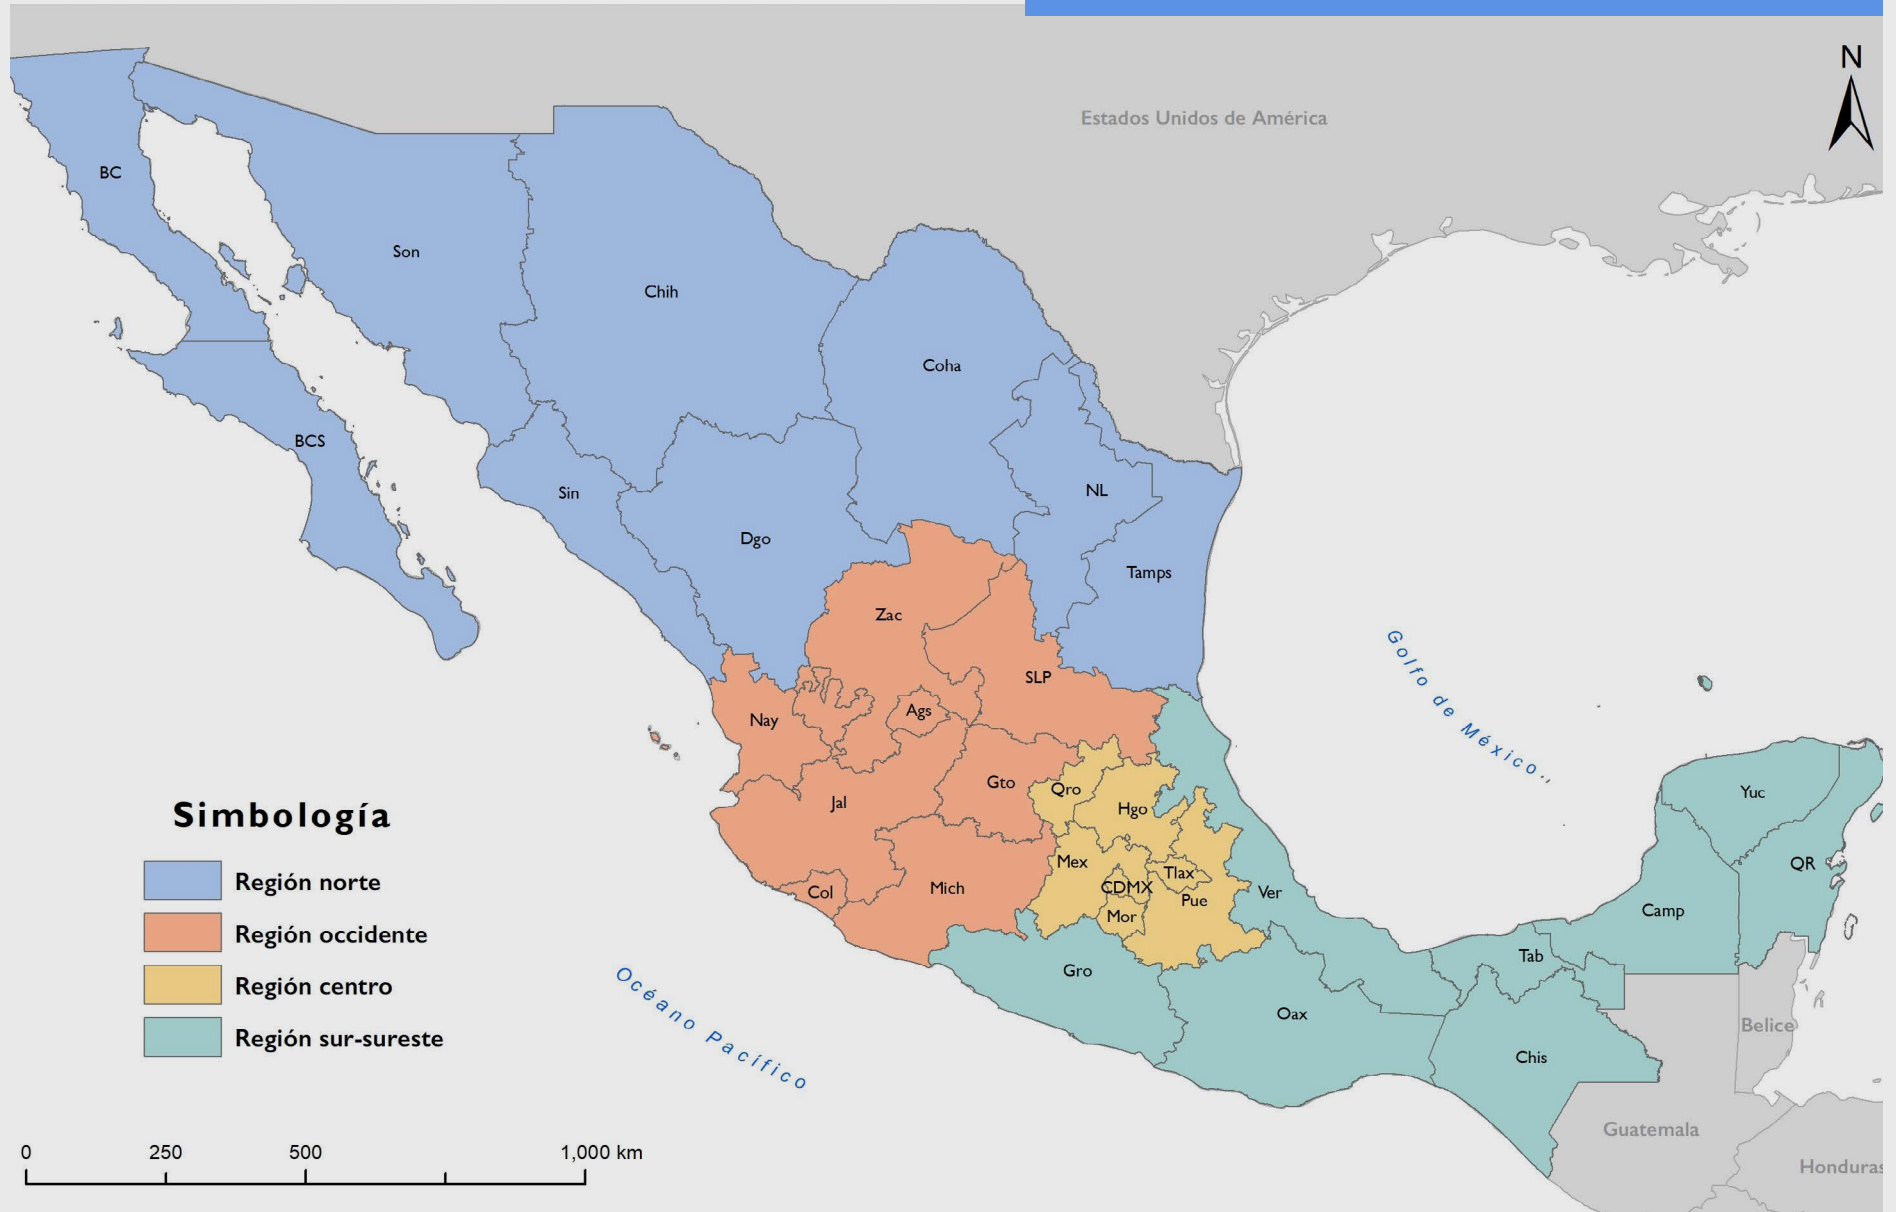 N
Estados Unidos de América
BC
Son
Chih
Coha
BCS
Sin
NL
Dgo
Tamps
Zac
SLP
Golfo de México
Nay
Ags
Gto
Qro
Jal
Hgo
Yuc
QR
Mex
Tlax
CDMX
Col
Mich
Pue
Ver
Mor
Camp
Gro
Tab
Oax
Belice
Chis
Guatemala
Honduras
Océano Pacífico
Simbología
Región norte
Región occidente
Región centro
Región sur-sureste
0 250 500 1,000 km